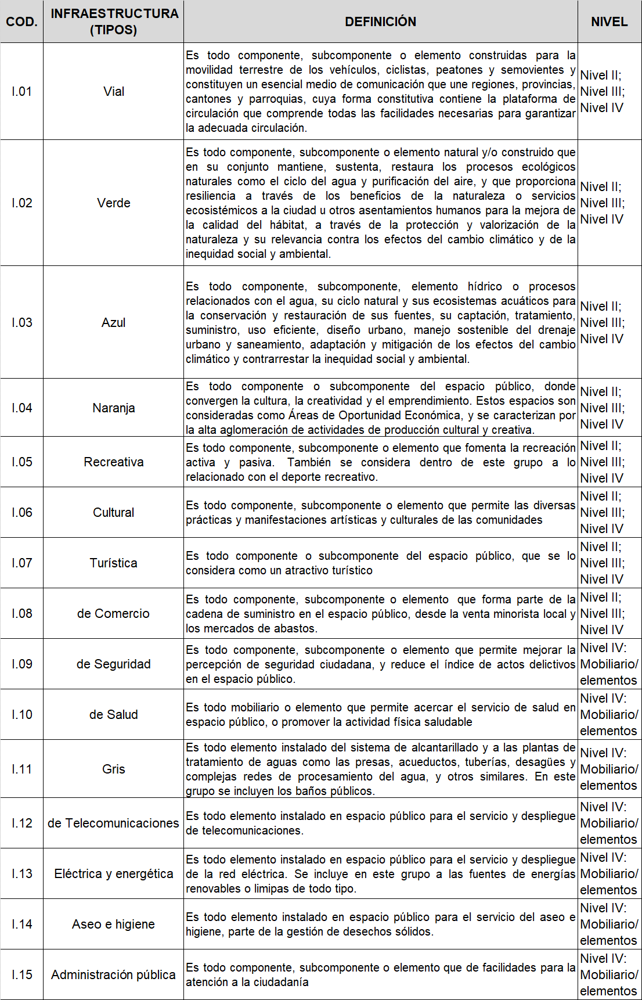 COD.
INFRAESTRUCTURA
(TIPOS)
DEFINICIÓN
NIVEL
I.01
Vial
Es todo componente, subcomponente o elemento construidas para la
movilidad terrestre de los vehículos, ciclistas, peatones y semovientes y
constituyen un esencial medio de comunicación que une regiones, provincias,
cantones y parroquias, cuya forma constitutiva contiene la plataforma de
circulación que comprende todas las facilidades necesarias para garantizar
la adecuada circulación.
Nivel II;
Nivel III;
Nivel IV
I.02
Verde
Es todo componente, subcomponente o elemento natural y/o construido que
en su conjunto mantiene, sustenta, restaura los procesos ecológicos
naturales como el ciclo del agua y purificación del aire, y que proporciona
resiliencia a través de los beneficios de la naturaleza o servicios
ecosistémicos a la ciudad u otros asentamientos humanos para la mejora de
la calidad del hábitat, a través de la protección y valorización de la
naturaleza y su relevancia contra los efectos del cambio climático y de la
inequidad social y ambiental.
Nivel II;
Nivel III;
Nivel IV
I.03
Azul
Es todo componente, subcomponente, elemento hídrico o procesos
relacionados con el agua, su ciclo natural y sus ecosistemas acuáticos para
la conservación y restauración de sus fuentes, su captación, tratamiento,
suministro, uso eficiente, diseño urbano, manejo sostenible del drenaje
urbano y saneamiento, adaptación y mitigación de los efectos del cambio
climático y contrarrestar la inequidad social y ambiental.
Nivel II;
Nivel III;
Nivel IV
I.04
Naranja
Es todo componente o subcomponente del espacio público, donde
convergen la cultura, la creatividad y el emprendimiento. Estos espacios son
consideradas como Áreas de Oportunidad Económica, y se caracterizan por
la alta aglomeración de actividades de producción cultural y creativa.
Nivel II;
Nivel III;
Nivel IV
I.05
Recreativa
Es todo componente, subcomponente o elemento que fomenta la recreación
activa y pasiva. También se considera dentro de este grupo a lo
relacionado con el deporte recreativo.
Nivel II;
Nivel III;
Nivel IV
I.06
Cultural
Es todo componente, subcomponente o elemento que permite las diversas
prácticas y manifestaciones artísticas y culturales de las comunidades
Nivel II;
Nivel III;
Nivel IV
I.07
Turística
Es todo componente o subcomponente del espacio público, que se lo
considera como un atractivo turístico
Nivel II;
Nivel III;
Nivel IV
I.08
de Comercio
Es todo componente, subcomponente o elemento que forma parte de la
cadena de suministro en el espacio público, desde la venta minorista local y
los mercados de abastos.
Nivel II;
Nivel III;
Nivel IV
I.09
de Seguridad
Es todo componente, subcomponente o elemento que permite mejorar la
percepción de seguridad ciudadana, y reduce el índice de actos delictivos
en el espacio público.
Nivel IV:
Mobiliario/
elementos
I.10
de Salud
Es todo mobiliario o elemento que permite acercar el servicio de salud en
espacio público, o promover la actividad física saludable
Nivel IV:
Mobiliario/
elementos
I.11
Gris
Es todo elemento instalado del sistema de alcantarillado y a las plantas de
tratamiento de aguas como las presas, acueductos, tuberías, desagües y
complejas redes de procesamiento del agua, y otros similares. En este
grupo se incluyen los baños públicos.
Nivel IV:
Mobiliario/
elementos
I.12
de Telecomunicaciones
Es todo elemento instalado en espacio público para el servicio y despliegue
de telecomunicaciones.
Nivel IV:
Mobiliario/
elementos
I.13
Eléctrica y energética
Es todo elemento instalado en espacio público para el servicio y despliegue
de la red eléctrica. Se incluye en este grupo a las fuentes de energías
renovables o limipas de todo tipo.
Nivel IV:
Mobiliario/
elementos
I.14
Aseo e higiene
Es todo elemento instalado en espacio público para el servicio del aseo e
higiene, parte de la gestión de desechos sólidos.
Nivel IV:
Mobiliario/
elementos
I.15
Administración pública
Es todo componente, subcomponente o elemento que de facilidades para la
atención a la ciudadanía
Nivel IV:
Mobiliario/
elementos